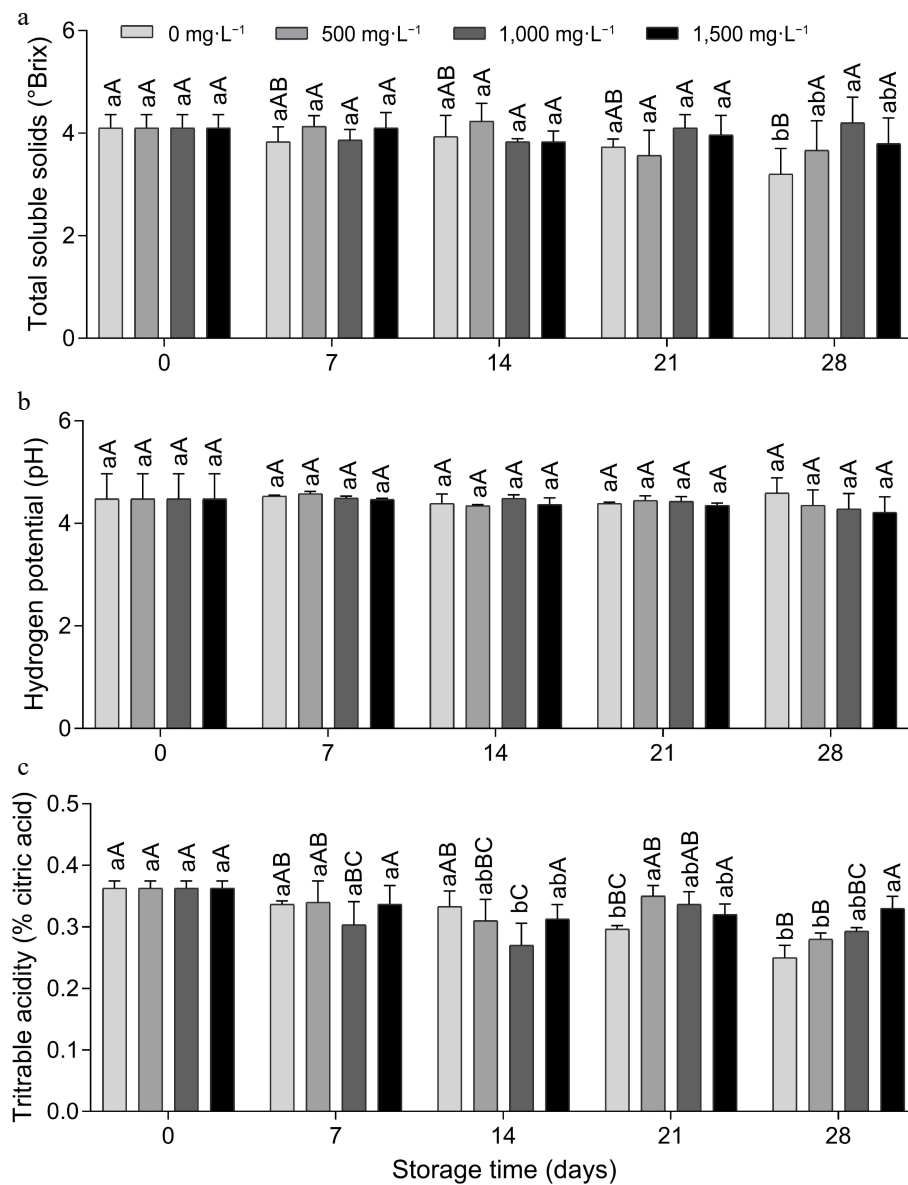 a
0 mg·L⁻¹ 500 mg·L⁻¹ 1,000 mg·L⁻¹ 1,500 mg·L⁻¹
Total soluble solids (°Brix)
6
4
2
0
aA aA aA aA aAB aA aA aA aAB aA aA aA aAB aA aA aA bB abA aA abA
0 7 14 21 28
b
Hydrogen potential (pH)
6
4
2
0
aA aA aA aA aA aA aA aA aA aA aA aA aA aA aA aA aA aA aA aA
0 7 14 21 28
c
Tritrable acidity (% citric acid)
0.5
0.4
0.3
0.2
0.1
0.0
aA aA aA aA aAB aAB aBC aA aAB abBC bC abA bBC aAB abAB abA bB bB abBC aA
0 7 14 21 28
Storage time (days)